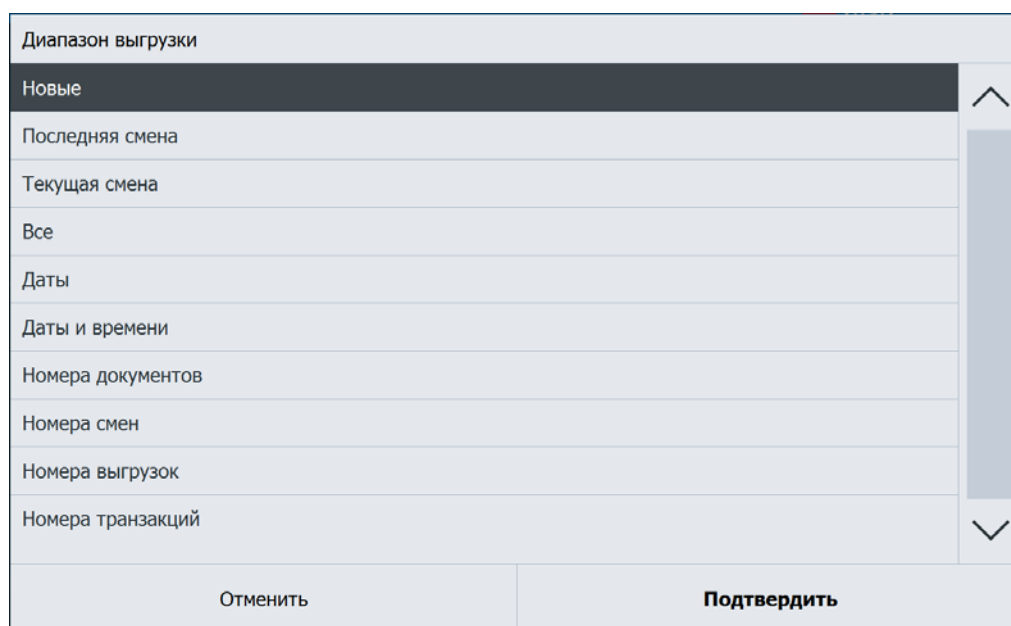 Диапазон выгрузки
Новые
Последняя смена
Текущая смена
Все
Даты
Даты и времени
Номера документов
Номера смен
Номера выгрузок
Номера транзакций
Отменить
Подтвердить